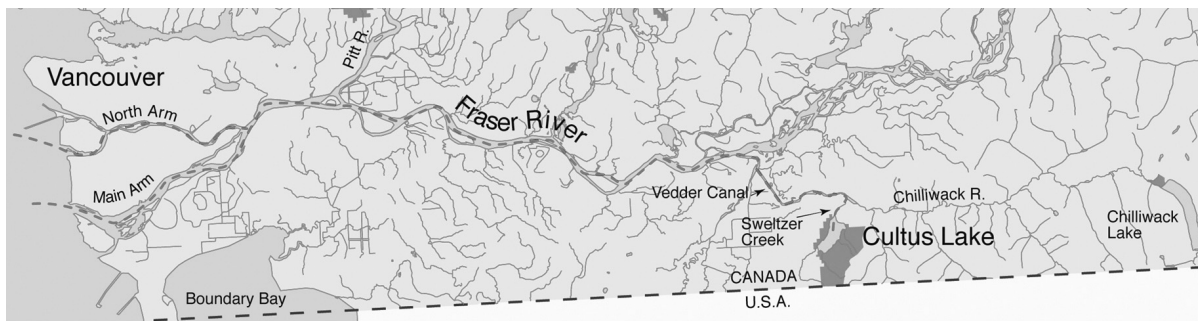 Vancouver
North Arm
Main Arm
Pitt R.
Fraser River
Vedder Canal
Sweltzer
Creek
Chilliwack R.
Cultus Lake
Chilliwack
Lake
CANADA
U.S.A.
Boundary Bay